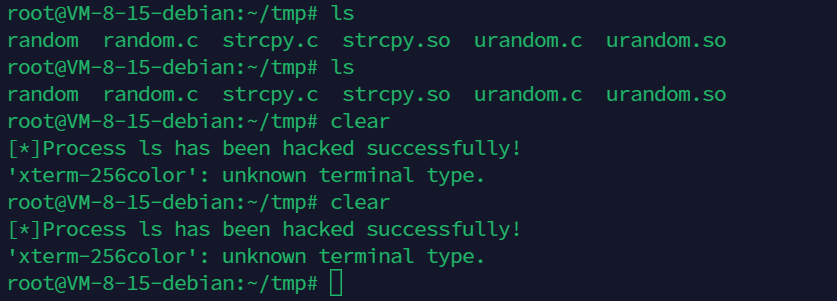 root@VM-8-15-debian:~/tmp# ls
random  random.c  strcpy.c  strcpy.so  urandom.c  urandom.so
root@VM-8-15-debian:~/tmp# ls
random  random.c  strcpy.c  strcpy.so  urandom.c  urandom.so
root@VM-8-15-debian:~/tmp# clear
[*]Process ls has been hacked successfully!
'xterm-256color': unknown terminal type.
root@VM-8-15-debian:~/tmp# clear
[*]Process ls has been hacked successfully!
'xterm-256color': unknown terminal type.
root@VM-8-15-debian:~/tmp#